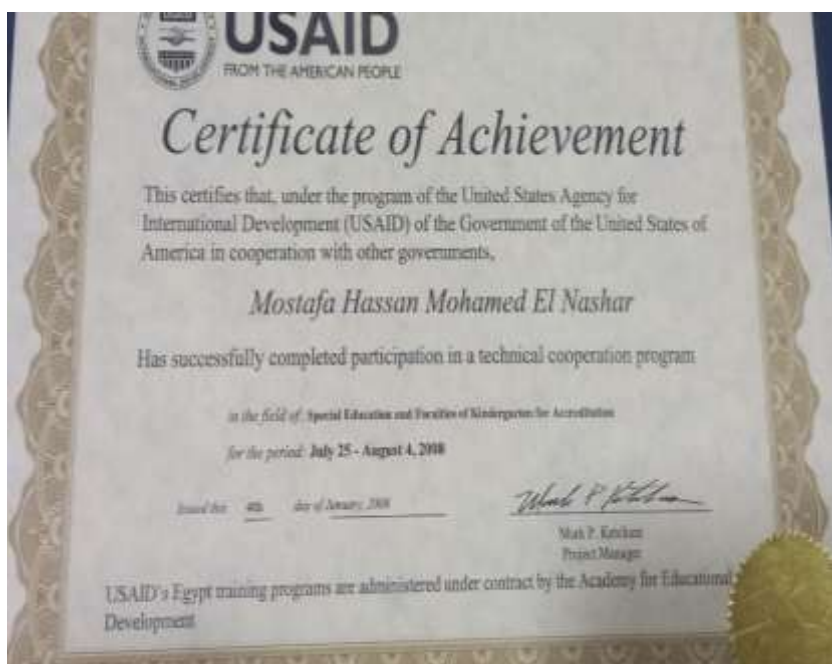 USAID
FROM THE AMERICAN PEOPLE
Certificate of Achievement
This certifies that, under the program of the United States Agency for
International Development (USAID) of the Government of the United States of
America in cooperation with other governments,
Mostafa Hassan Mohamed El Nashar
Has successfully completed participation in a technical cooperation program
in the field of: Special Education and Faculties of Kindergarten for Accreditation
for the period: July 25 - August 4, 2008
Issued this 4th day of January, 2008
Mark P. Ketcham
Project Manager
USAID's Egypt training programs are administered under contract by the Academy for Educational
Development